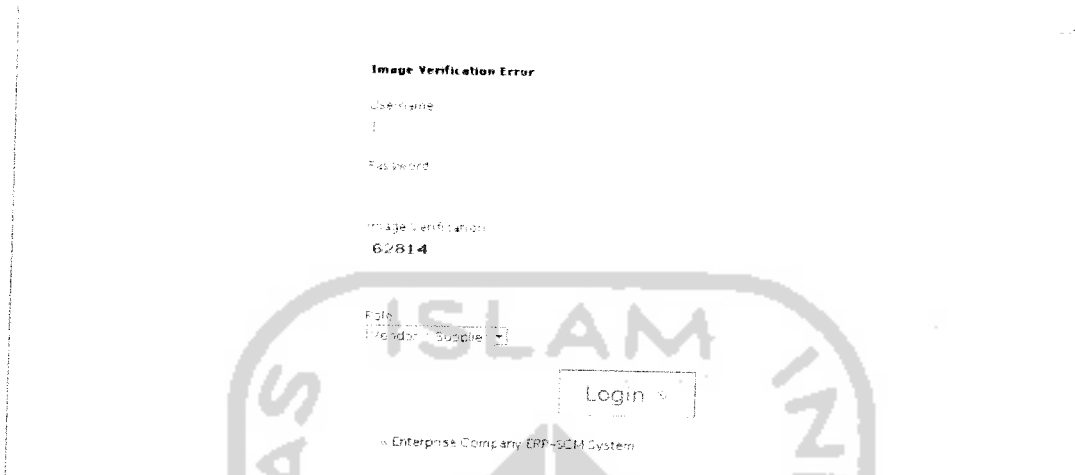 Image Verification Error
Username
Password
Image Verification
62814
Role
Vendor / Supplier
Login »
« Enterprise Company ERP-SCM System
ISLAM